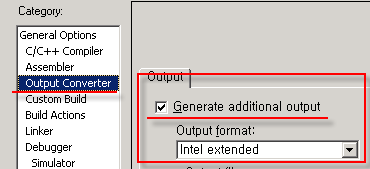 Category:
General Options
C/C++ Compiler
Assembler
Output Converter
Custom Build
Build Actions
Linker
Debugger
Simulator
Output
Generate additional output
Output format:
Intel extended